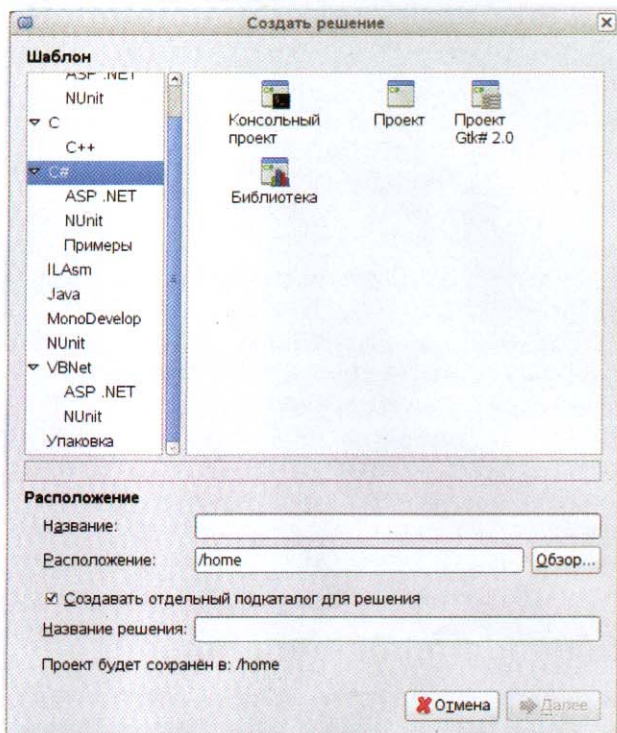 Создать решение
Шаблон
ASP .NET
NUnit
C
C++
C#
ASP .NET
NUnit
Примеры
ILAsm
Java
MonoDevelop
NUnit
VBNet
ASP .NET
NUnit
Упаковка
Консольный
проект
Проект
Проект
Gtk# 2.0
Библиотека
Расположение
Название:
Расположение: /home Обзор...
Создавать отдельный подкаталог для решения
Название решения:
Проект будет сохранён в: /home
Отмена Далее